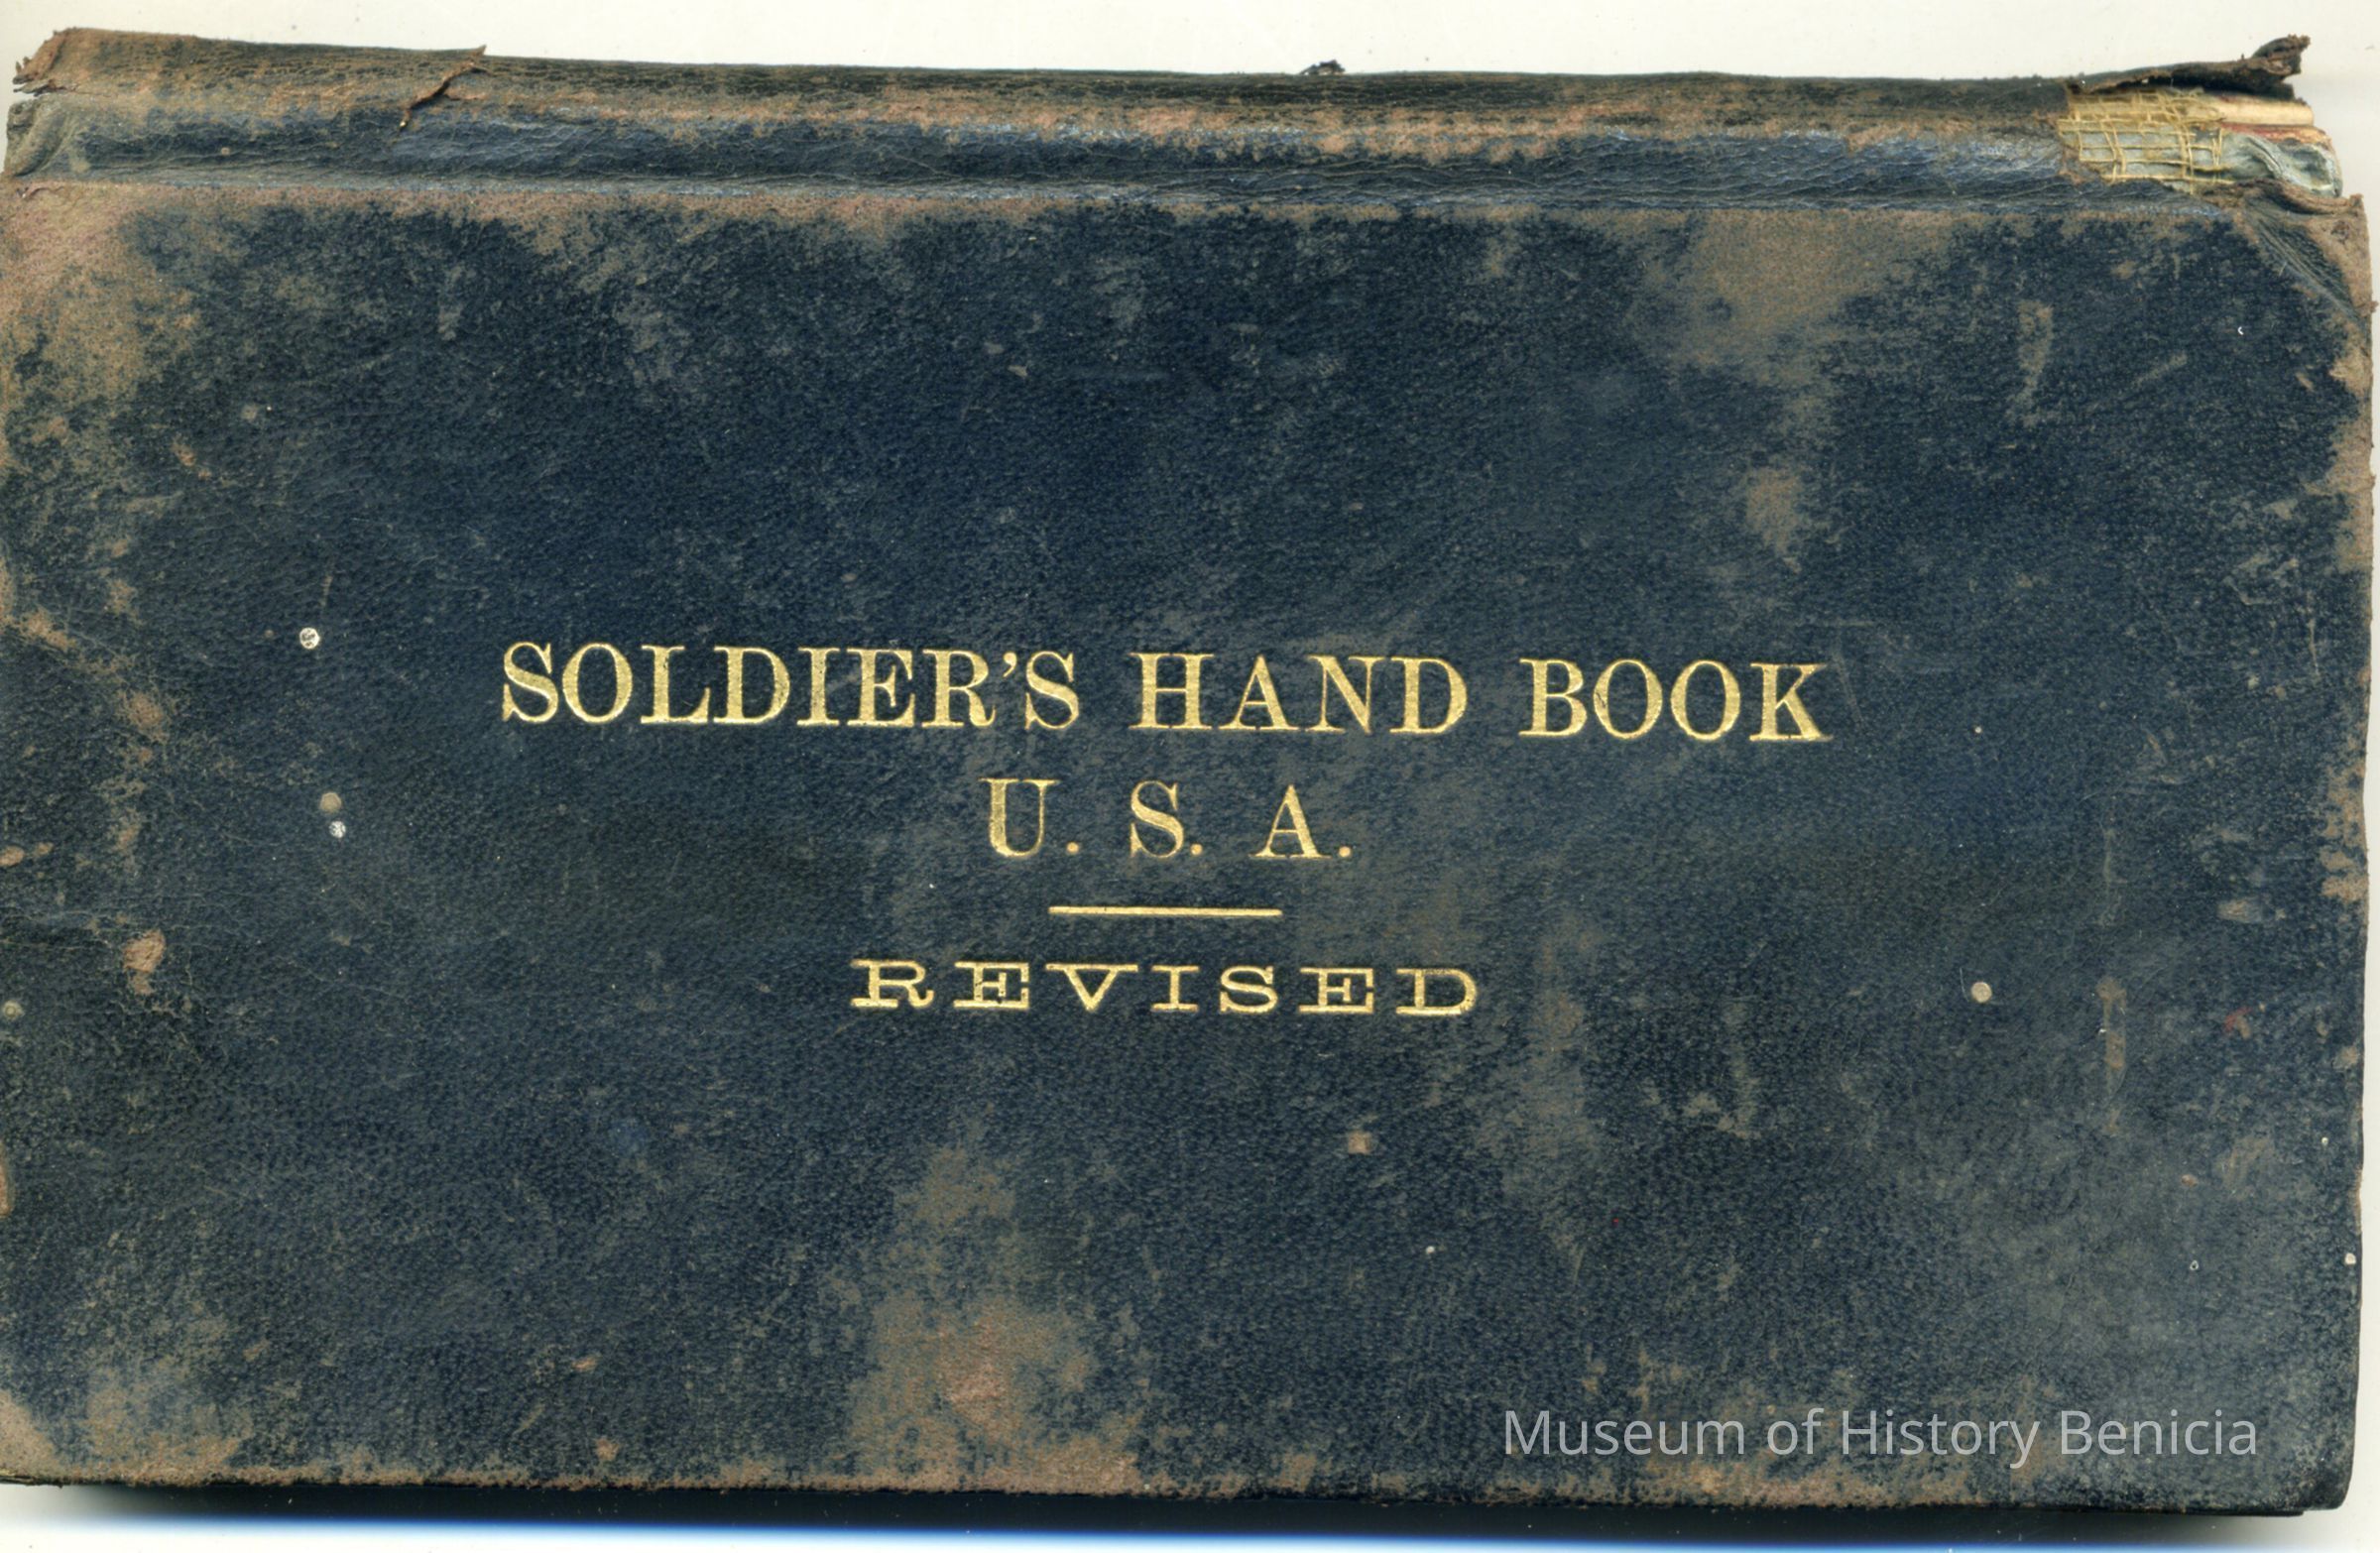 SOLDIER'S HAND BOOK
U. S. A.
REVISED
Museum of History Benicia